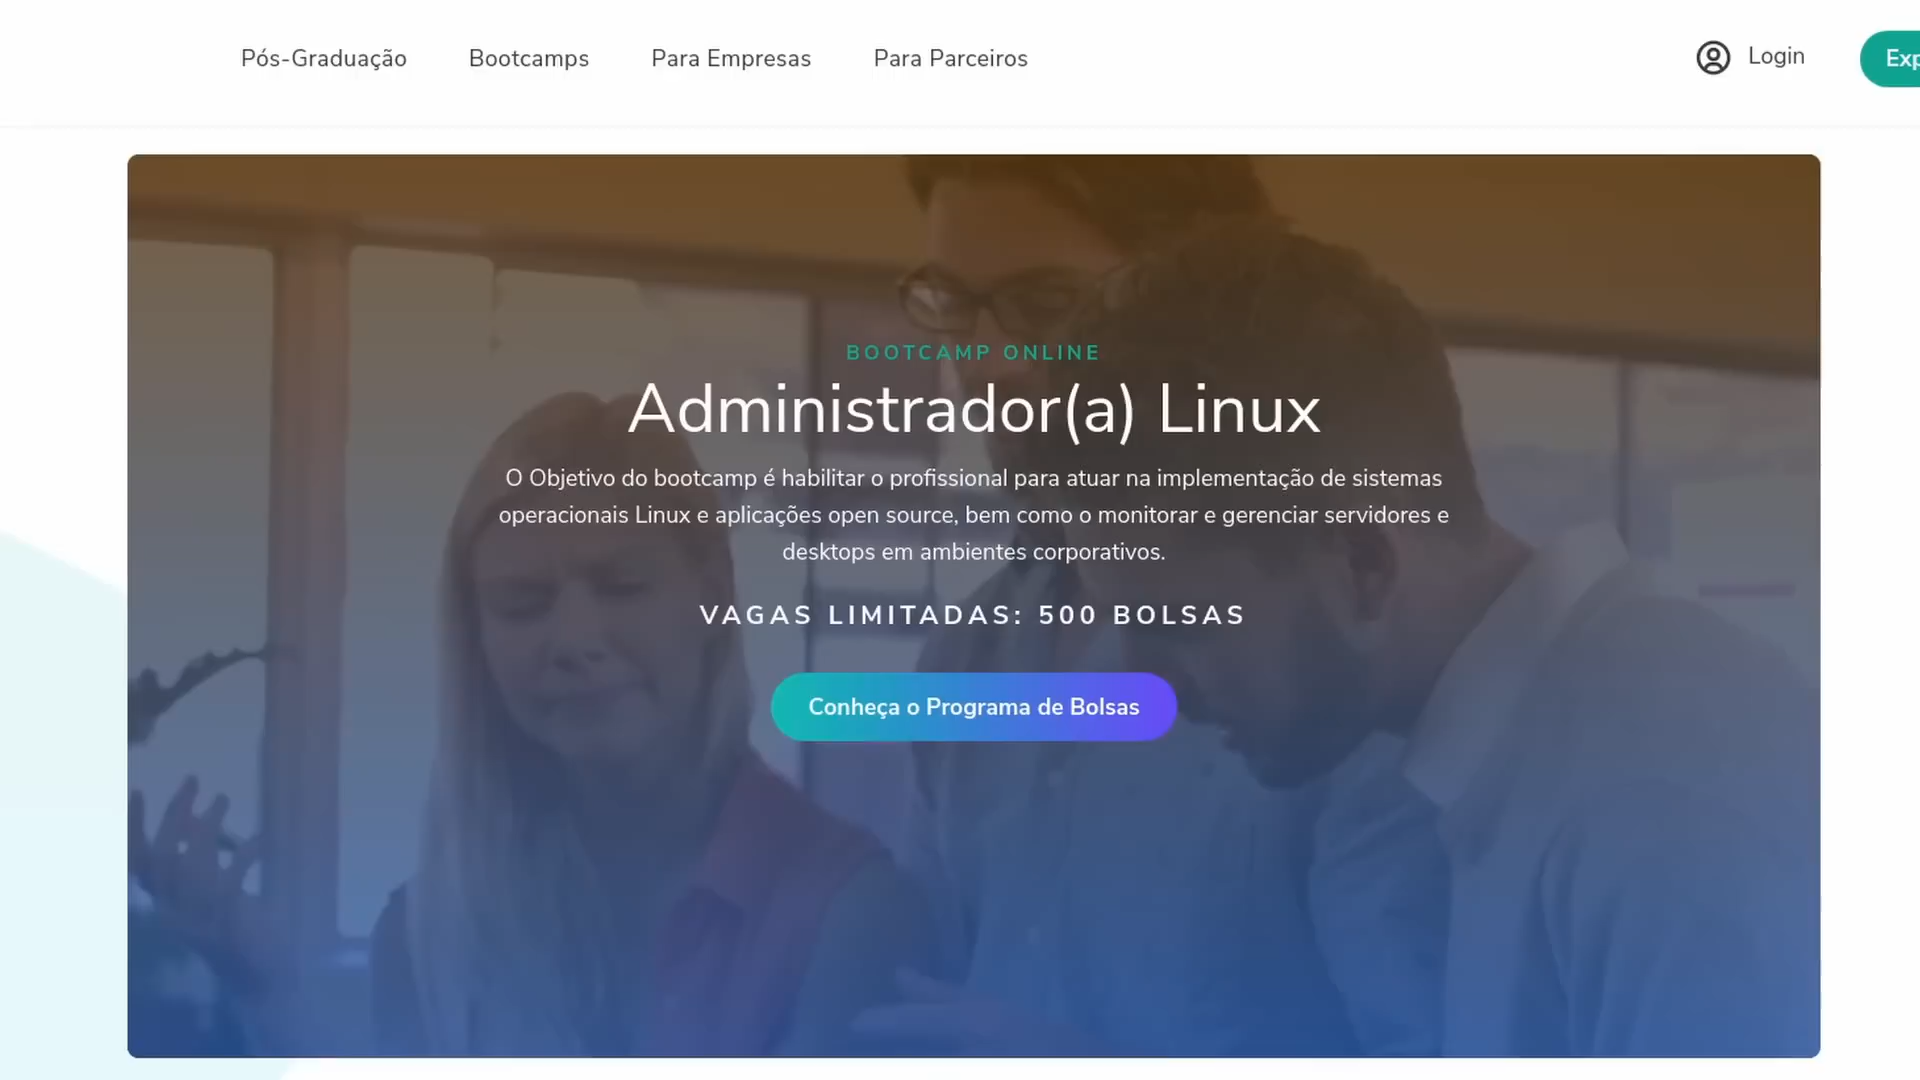 Pós-Graduação Bootcamps Para Empresas Para Parceiros Login
BOOTCAMP ONLINE
Administrador(a) Linux
O Objetivo do bootcamp é habilitar o profissional para atuar na implementação de sistemas
operacionais Linux e aplicações open source, bem como o monitorar e gerenciar servidores e
desktops em ambientes corporativos.
VAGAS LIMITADAS: 500 BOLSAS
Conheça o Programa de Bolsas